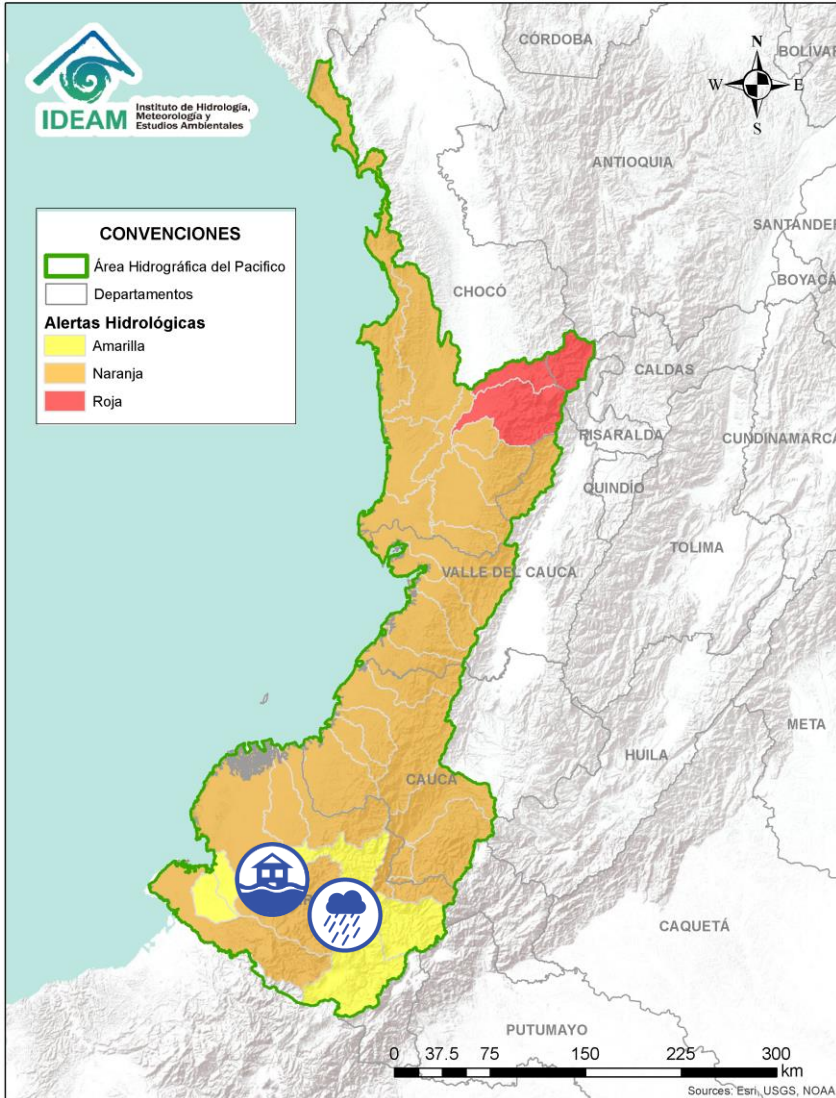 IDEAM
Instituto de Hidrología,
Meteorología y
Estudios Ambientales
CÓRDOBA
BOLÍVAR
N
W
E
S
ANTIOQUIA
SANTANDER
BOYACÁ
CONVENCIONES
Área Hidrográfica del Pacifico
Departamentos
Alertas Hidrológicas
Amarilla
Naranja
Roja
CHOCÓ
CALDAS
RISARALDA
CUNDINAMARCA
QUINDÍO
TOLIMA
VALLE DEL CAUCA
META
HUILA
CAUCA
CAQUETÁ
PUTUMAYO
0 37.5 75 150 225 300
km
Sources: Esri, USGS, NOAA